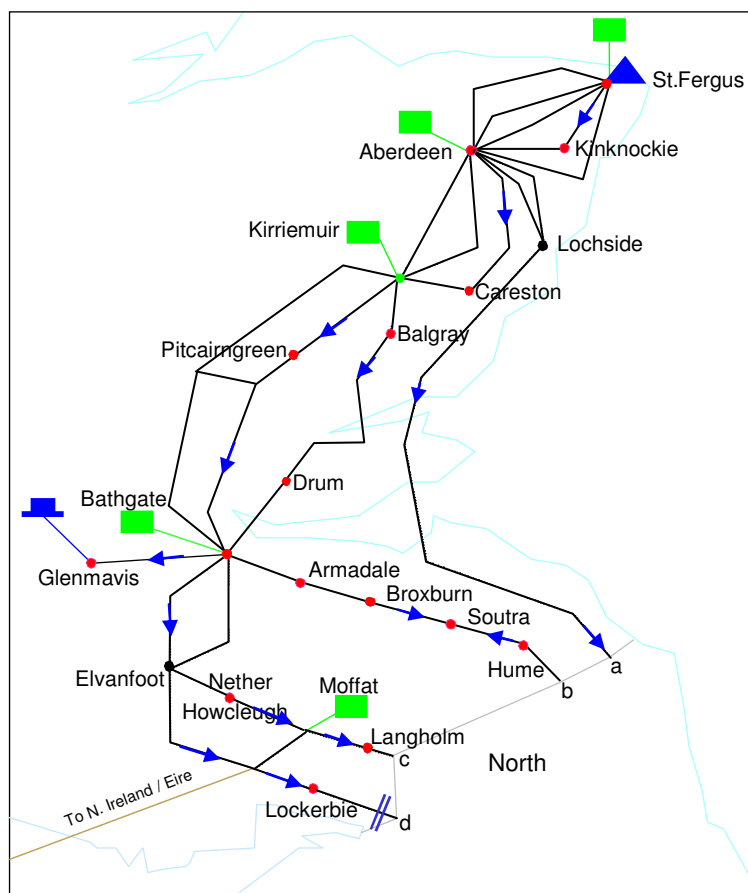 St.Fergus
Aberdeen
Kinknockie
Kirriemuir
Lochside
Careston
Balgray
Pitcairngreen
Drum
Bathgate
Glenmavis
Armadale
Broxburn
Soutra
Hume
a
b
Elvanfoot
Nether
Howcleugh
Moffat
Langholm
c
North
To N. Ireland / Eire
Lockerbie
d